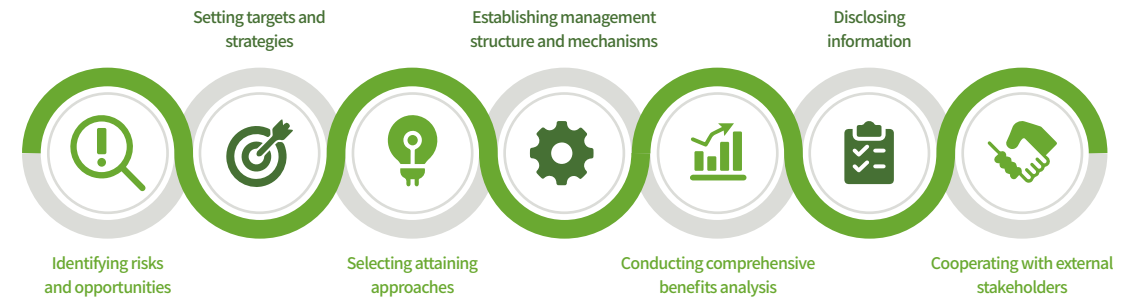 Setting targets and
strategies
Establishing management
structure and mechanisms
Disclosing
information
Identifying risks
and opportunities
Selecting attaining
approaches
Conducting comprehensive
benefits analysis
Cooperating with external
stakeholders